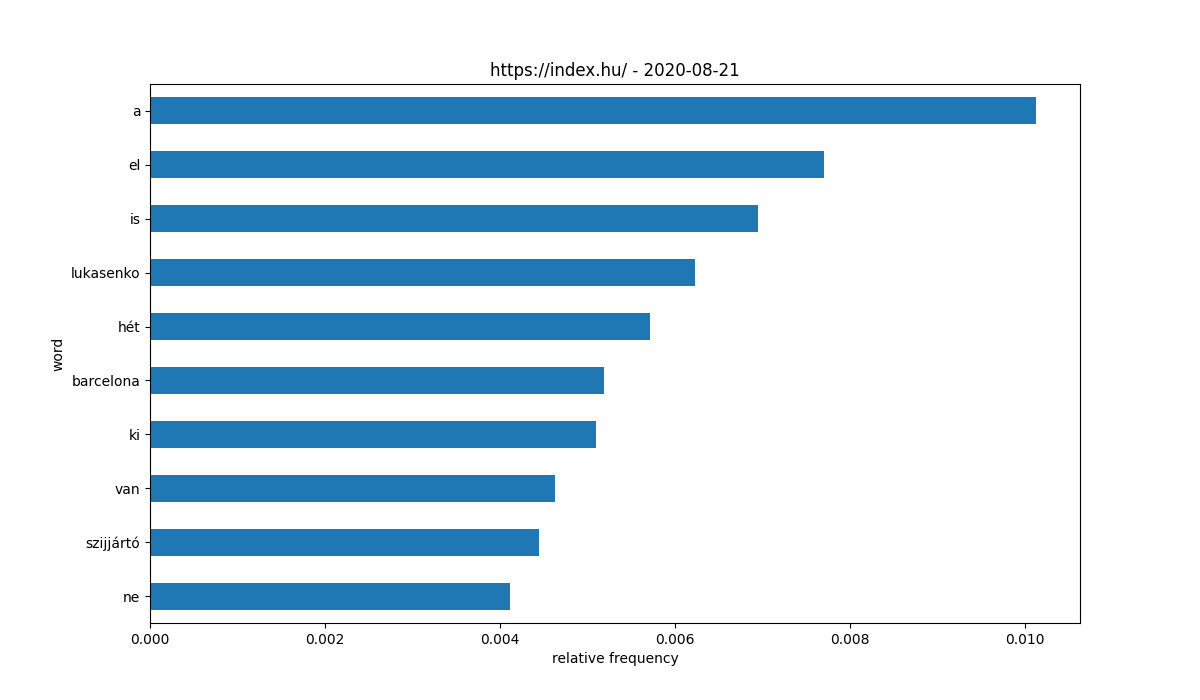 https://index.hu/ - 2020-08-21
a
el
is
lukasenko
hét
barcelona
ki
van
szijjártó
ne
word
0.000 0.002 0.004 0.006 0.008 0.010
relative frequency